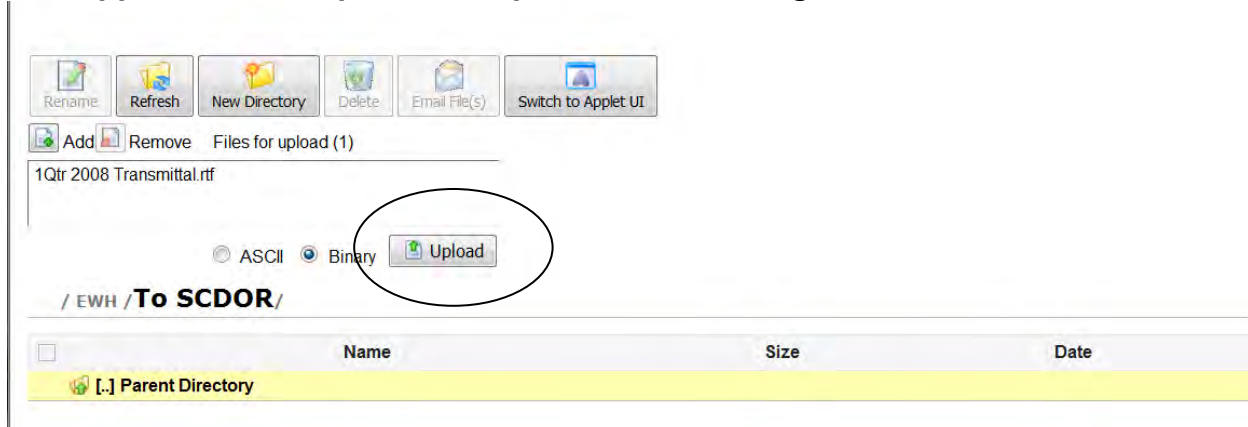 Rename Refresh New Directory Delete Email File(s) Switch to Applet UI
Add Remove Files for upload (1)
1Qtr 2008 Transmittal.rtf
ASCII Binary Upload
/ EWH /To SCDOR/
Name Size Date
[..] Parent Directory